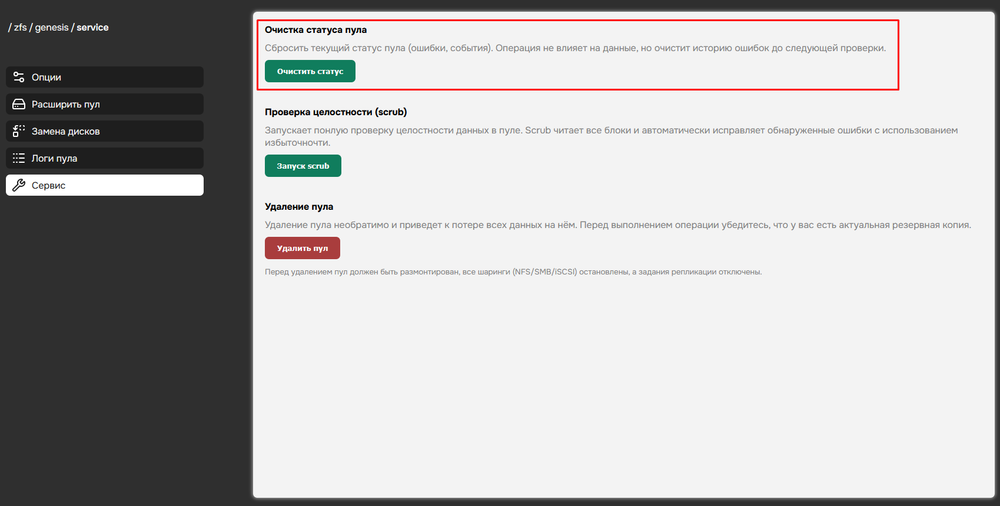 / zfs / genesis / service
Опции
Расширить пул
Замена дисков
Логи пула
Сервис
Очистка статуса пула
Сбросить текущий статус пула (ошибки, события). Операция не влияет на данные, но очистит историю ошибок до следующей проверки.
Очистить статус
Проверка целостности (scrub)
Запускает понлую проверку целостности данных в пуле. Scrub читает все блоки и автоматически исправляет обнаруженные ошибки с использованием
избыточночти.
Запуск scrub
Удаление пула
Удаление пула необратимо и приведет к потере всех данных на нём. Перед выполнением операции убедитесь, что у вас есть актуальная резервная копия.
Удалить пул
Перед удалением пул должен быть размонтирован, все шаринги (NFS/SMB/iSCSI) остановлены, а задания репликации отключены.